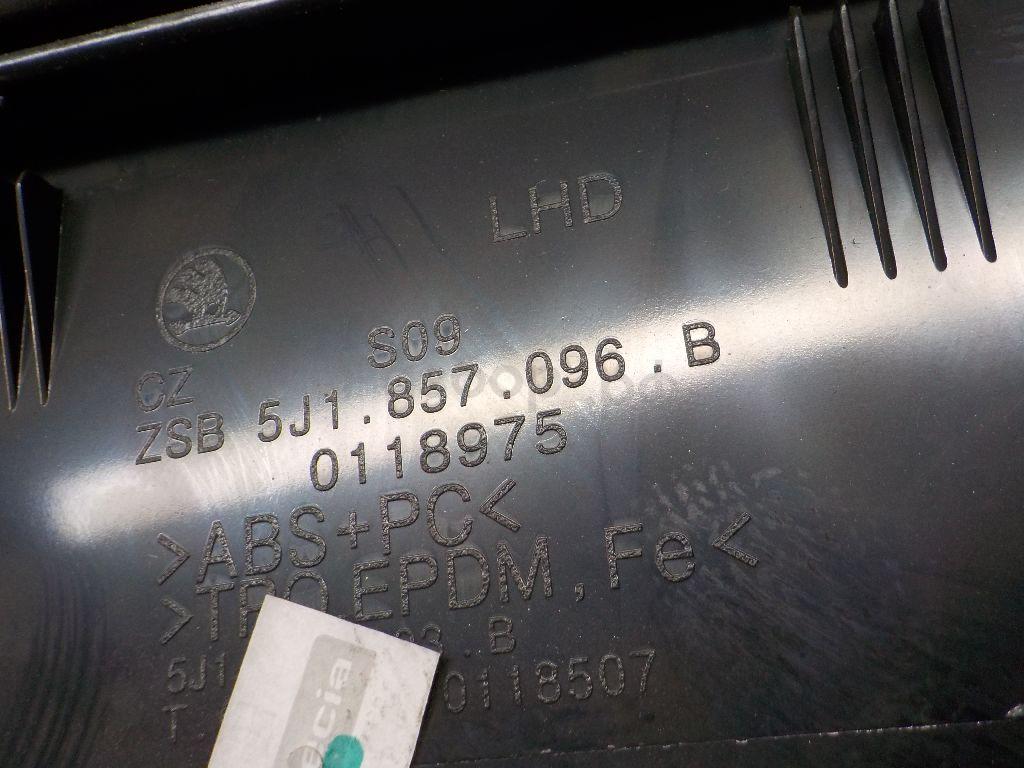 LHD
S09
CZ
ZSB 5J1.857.096.B
0118975
>ABS+PC<
>TPO,EPDM,Fe<
5J1 .B
T. 0118507